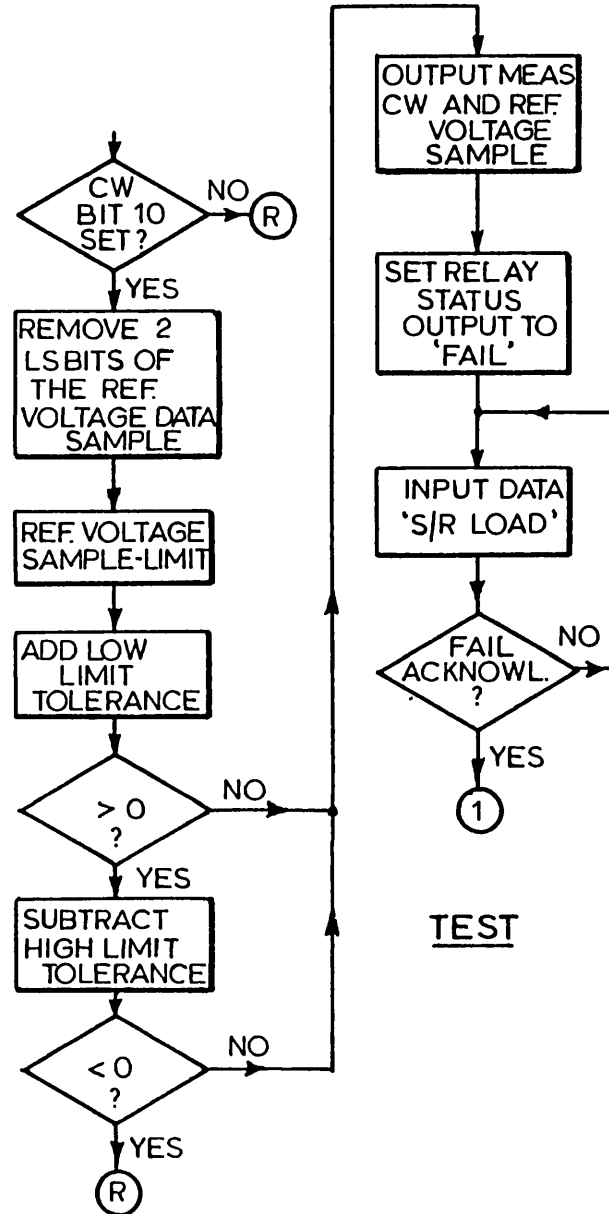 CW
BIT 10
SET?
NO
R
YES
REMOVE 2
LSBITS OF
THE REF.
VOLTAGE DATA
SAMPLE
REF. VOLTAGE
SAMPLE-LIMIT
ADD LOW
LIMIT
TOLERANCE
> 0
?
NO
YES
SUBTRACT
HIGH LIMIT
TOLERANCE
< 0
?
NO
YES
R
OUTPUT MEAS
CW AND REF.
VOLTAGE
SAMPLE
SET RELAY
STATUS
OUTPUT TO
'FAIL'
INPUT DATA
'S/R LOAD'
FAIL
ACKNOWL.
?
NO
YES
1
TEST